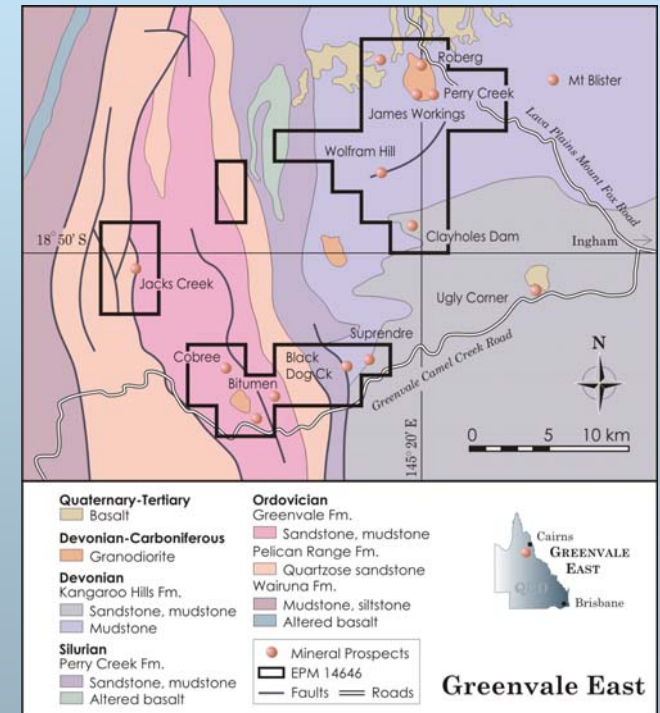 Roberg
Mt Blister
Perry Creek
James Workings
Lava Plains Mount Fox Road
Wolfram Hill
Clayholes Dam
18° 50' S
Ingham
Jacks Creek
Ugly Corner
Suprendre
Cobree
Black
Dog Ck
Greenvale Camel Creek Road
N
Bitumen
145° 20' E
0 5 10 km
Quaternary-Tertiary
Basalt
Devonian-Carboniferous
Granodiorite
Devonian
Kangaroo Hills Fm.
Sandstone, mudstone
Mudstone
Silurian
Perry Creek Fm.
Sandstone, mudstone
Altered basalt
Ordovician
Greenvale Fm.
Sandstone, mudstone
Pelican Range Fm.
Quartzose sandstone
Wairuna Fm.
Mudstone, siltstone
Altered basalt
Mineral Prospects
EPM 14646
Faults
Roads
Cairns
GREENVALE
EAST
QLD
Brisbane
Greenvale East